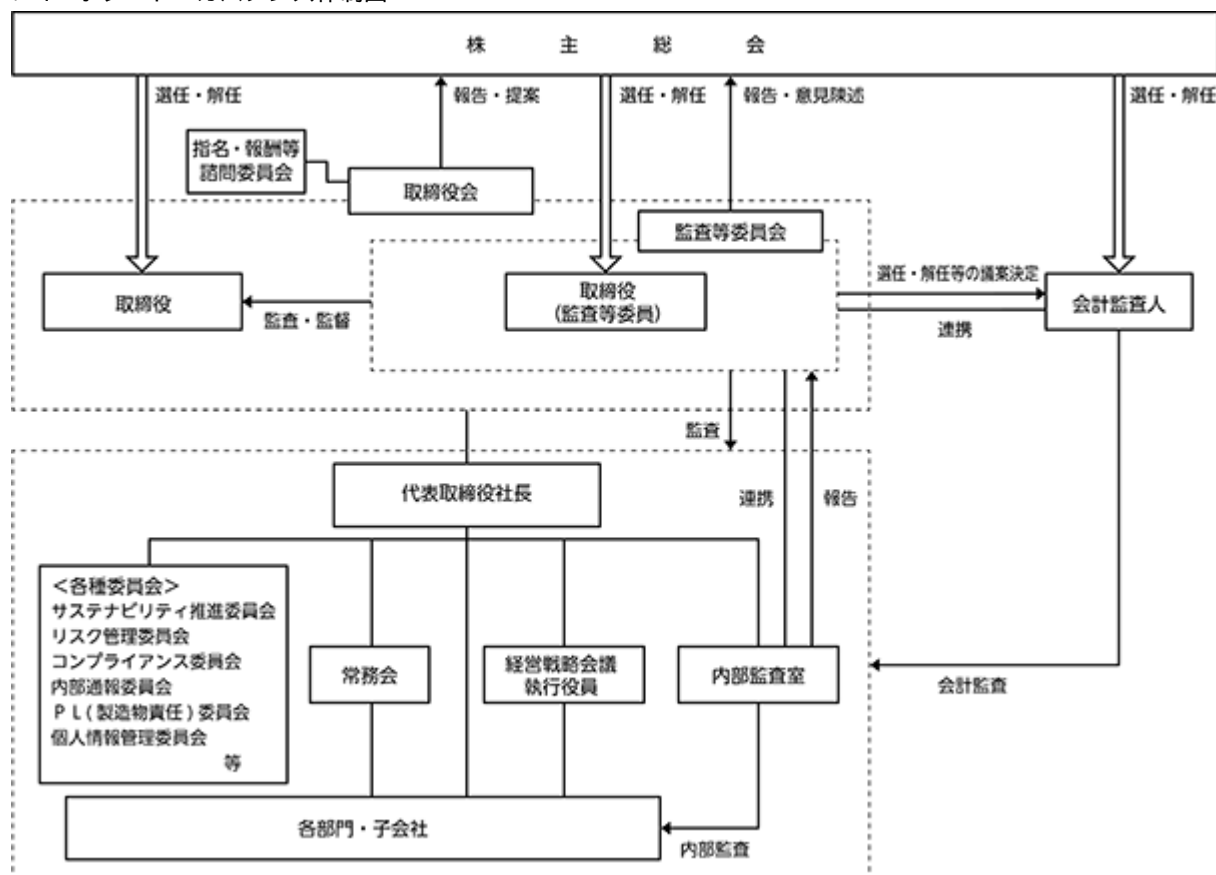 株主総会
選任・解任
報告・提案
選任・解任
報告・意見陳述
選任・解任
指名・報酬等
諮問委員会
取締役会
監査等委員会
取締役
監査・監督
取締役
(監査等委員)
選任・解任等の議案決定
会計監査人
連携
監査
代表取締役社長
連携
報告
<各種委員会>
サステナビリティ推進委員会
リスク管理委員会
コンプライアンス委員会
内部通報委員会
PL(製造物責任)委員会
個人情報管理委員会
等
常務会
経営戦略会議
執行役員
内部監査室
会計監査
各部門・子会社
内部監査